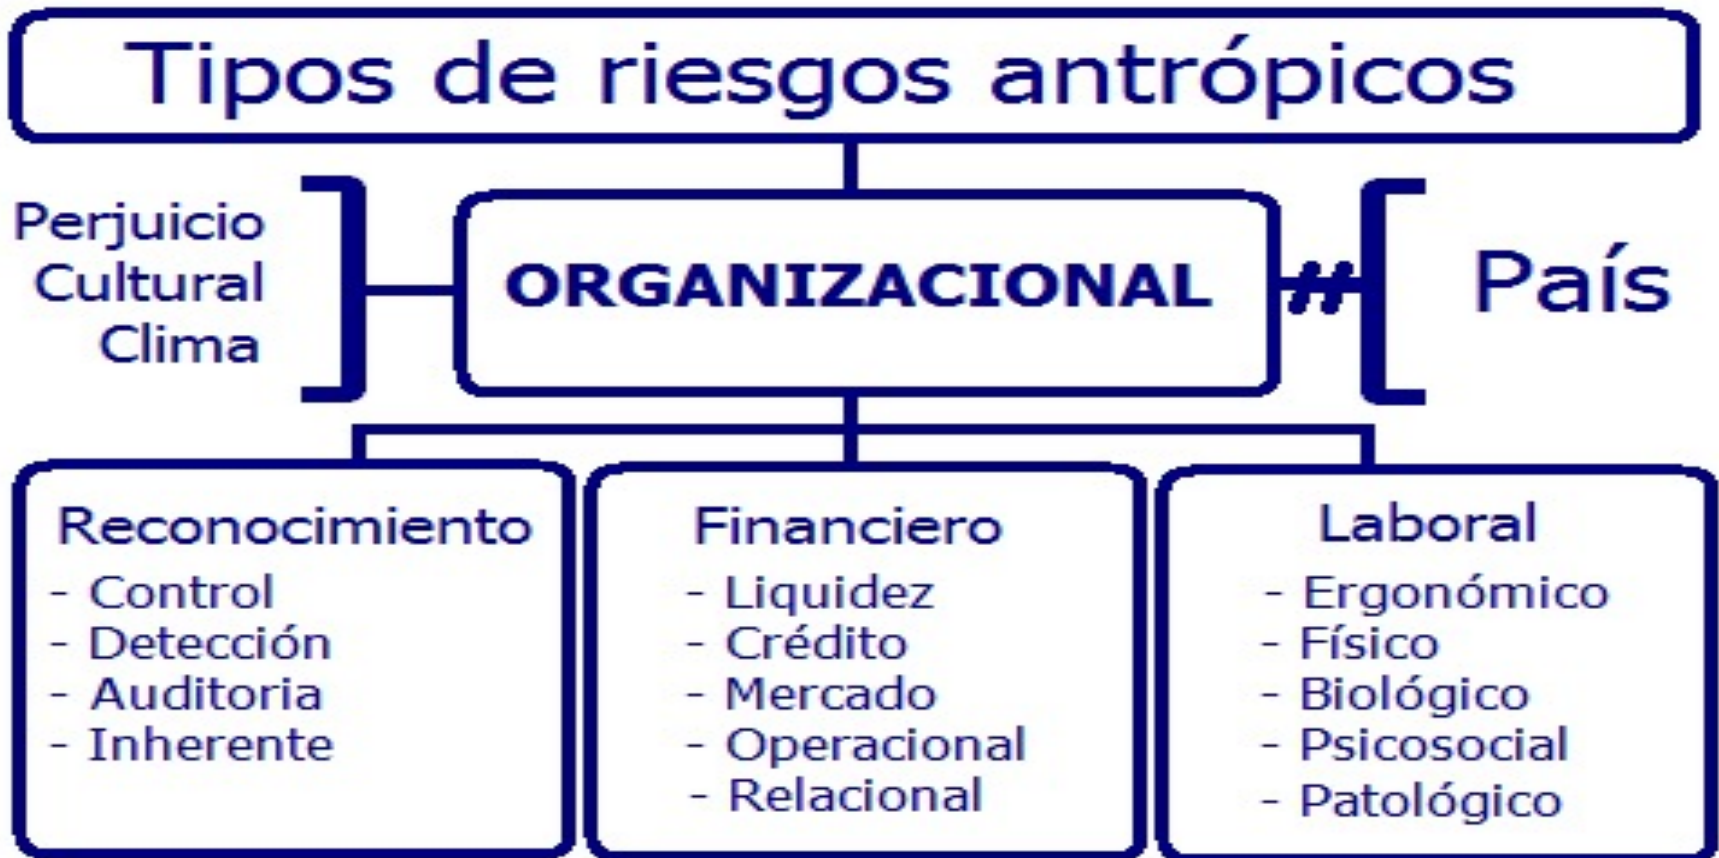 Tipos de riesgos antrópicos
Perjuicio
Cultural
Clima
ORGANIZACIONAL
País
Reconocimiento
- Control
- Detección
- Auditoria
- Inherente
Financiero
- Liquidez
- Crédito
- Mercado
- Operacional
- Relacional
Laboral
- Ergonómico
- Físico
- Biológico
- Psicosocial
- Patológico